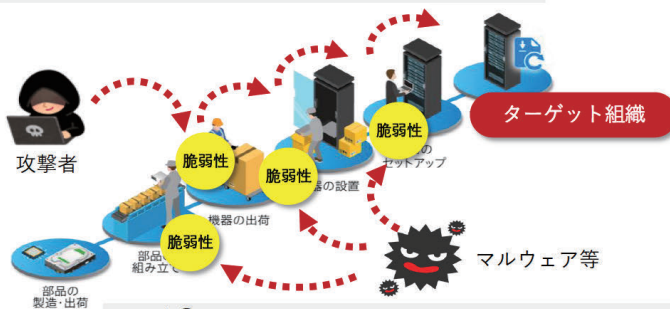 ターゲット組織
脆弱性
の
セットアップ
攻撃者
脆弱性
脆弱性
の設置
機器の出荷
脆弱性
部品
組み立て
マルウェア等
部品の
製造・出荷